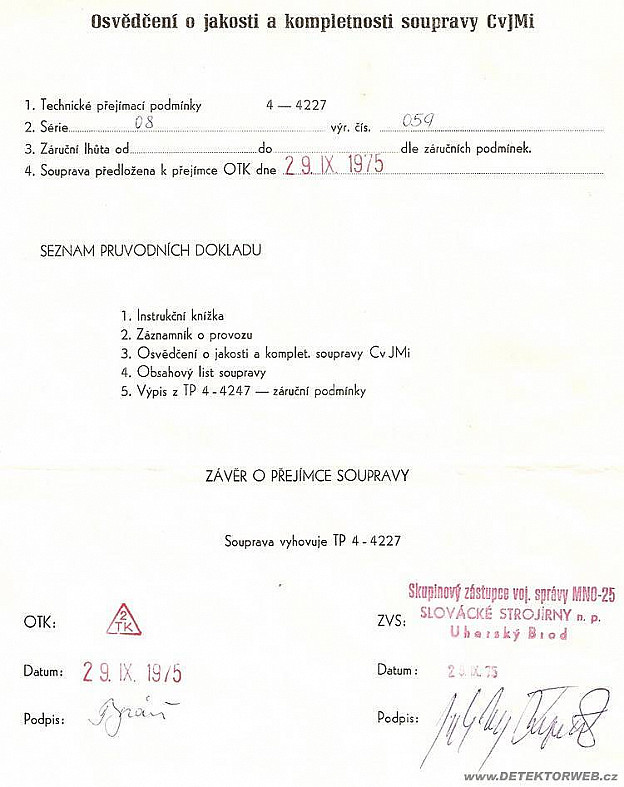 Osvědčení o jakosti a kompletnosti soupravy CvJMi
1. Technické přejímací podmínky 4 — 4227
2. Série 08 výr. čís. 059
3. Záruční lhůta od do dle záručních podmínek.
4. Souprava předložena k přejímce OTK dne 29. IX. 1975
SEZNAM PRUVODNÍCH DOKLADU
1. Instrukční knížka
2. Záznamník o provozu
3. Osvědčení o jakosti a komplet. soupravy CvJMi
4. Obsahový list soupravy
5. Výpis z TP 4-4247 — záruční podmínky
ZÁVĚR O PŘEJÍMCE SOUPRAVY
Souprava vyhovuje TP 4-4227
Skupinový zástupce voj. správy MNO-25
OTK: 2 TK ZVS: SLOVÁCKÉ STROJÍRNY n. p.
Uherský Brod
Datum: 29. IX. 1975 Datum: 29. IX. 75
Podpis: Podpis:
www.DETEKTORWEB.cz